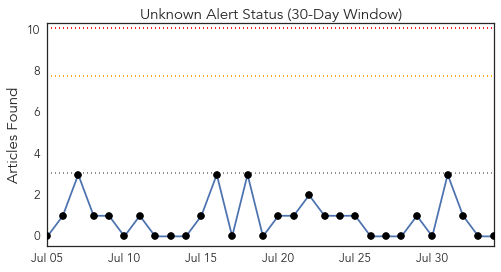 Unknown Alert Status (30-Day Window)
Articles Found
10
8
6
4
2
0
Jul 05
Jul 10
Jul 15
Jul 20
Jul 25
Jul 30